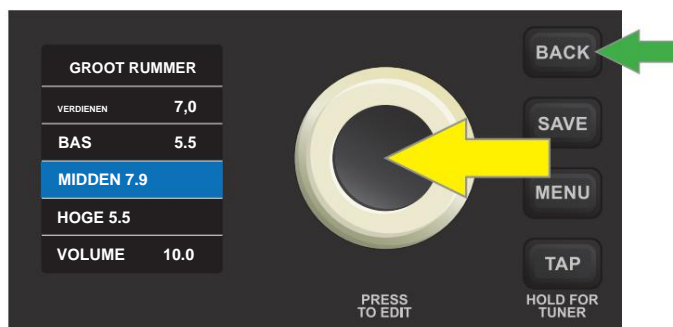 GROOT RUMMER
VERDIENEN 7,0
BAS 5.5
MIDDEN 7.9
HOGE 5.5
VOLUME 10.0
PRESS
TO EDIT
BACK
SAVE
MENU
TAP
HOLD FOR
TUNER